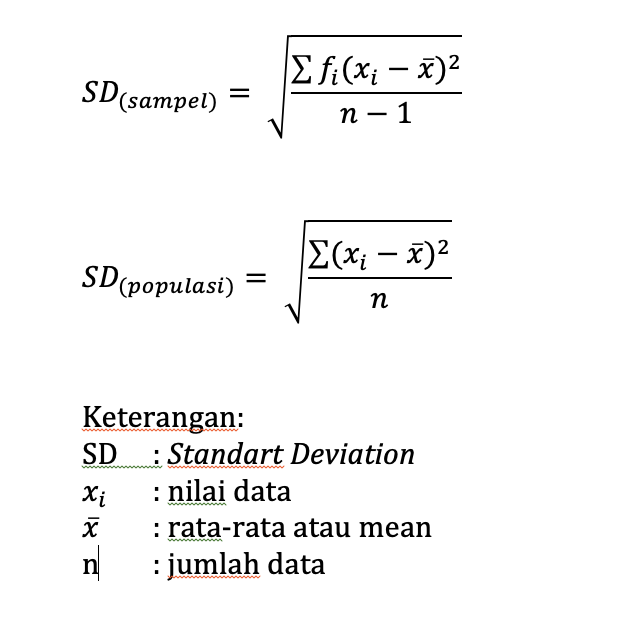 SD(sampel) = √(∑ fᵢ(xᵢ − x̄)² / n − 1)
SD(populasi) = √(∑(xᵢ − x̄)² / n)
Keterangan:
SD : Standart Deviation
xᵢ : nilai data
x̄ : rata-rata atau mean
n : jumlah data